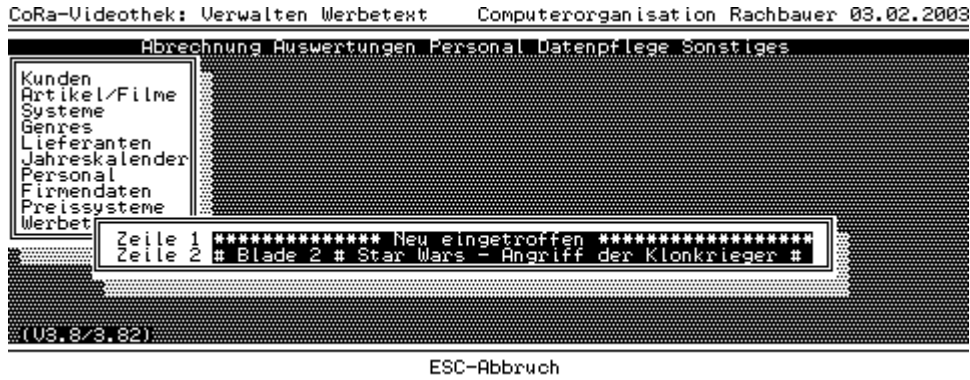 CoRa-Videothek: Verwalten Werbetext Computerorganisation Rachbauer 03.02.2003
Abrechnung Auswertungen Personal Datenpflege Sonstiges
Kunden
Artikel/Filme
Systeme
Genres
Lieferanten
Jahreskalender
Personal
Firmendaten
Preissysteme
Werbet
Zeile 1 ************** Neu eingetroffen ******************
Zeile 2 # Blade 2 # Star Wars - Angriff der Klonkrieger #
(V3.8/3.82)
ESC-Abbruch